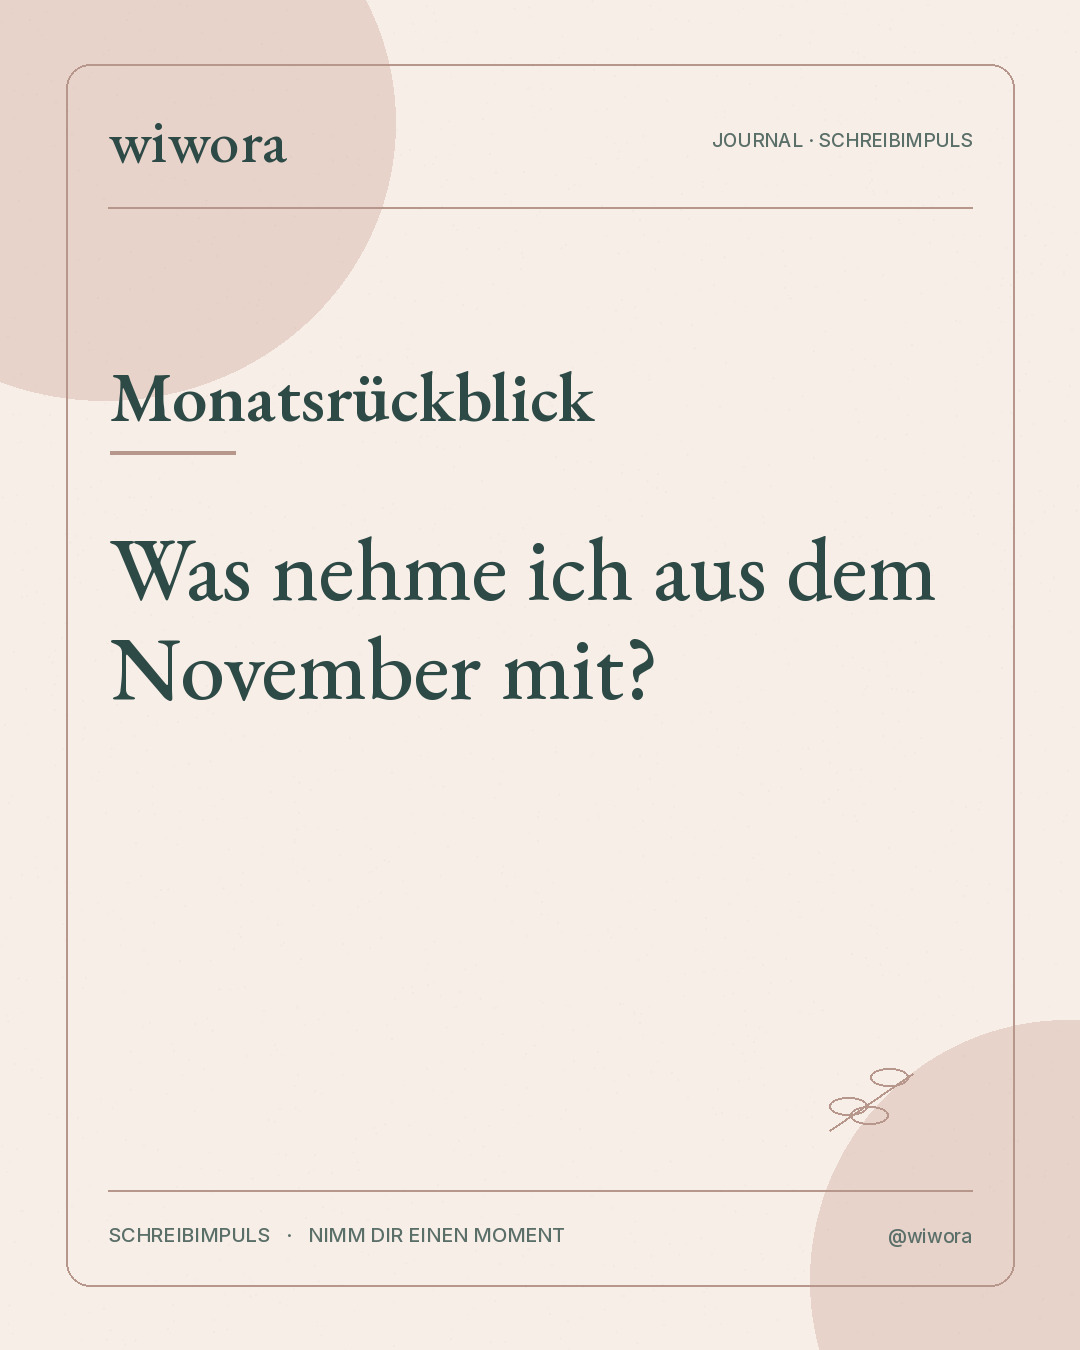 wiwora
JOURNAL · SCHREIBIMPULS
Monatsrückblick
Was nehme ich aus dem
November mit?
SCHREIBIMPULS · NIMM DIR EINEN MOMENT
@wiwora